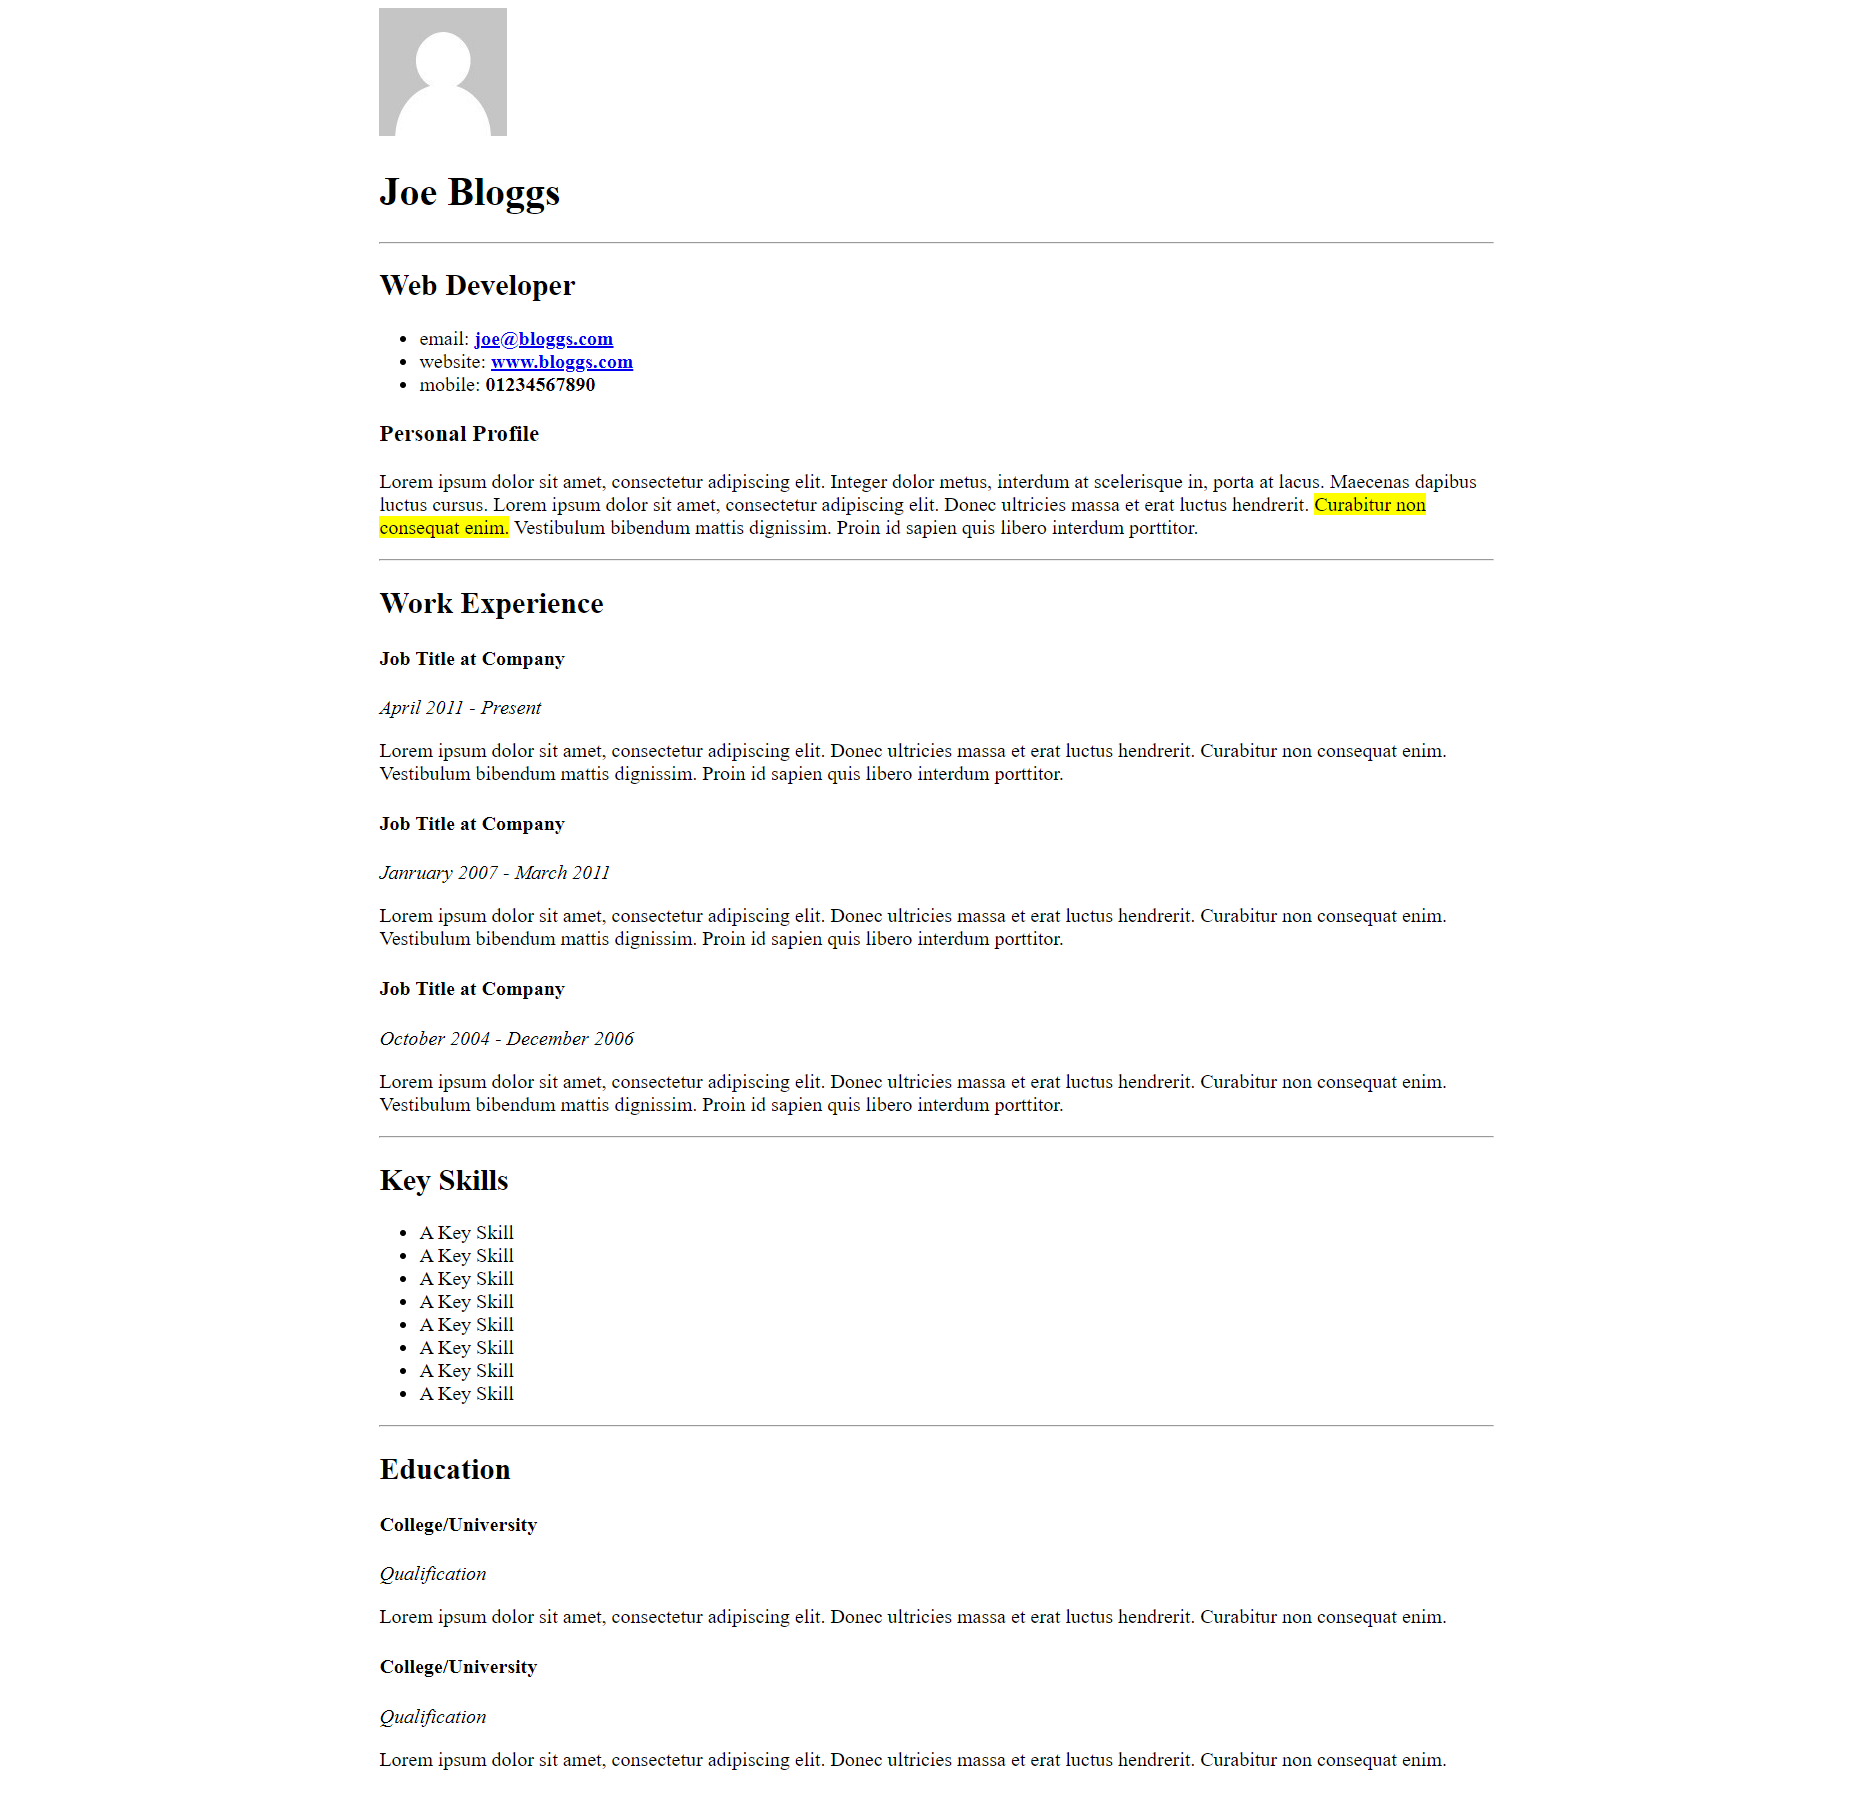 Joe Bloggs
Web Developer
email: joe@bloggs.com
website: www.bloggs.com
mobile: 01234567890
Personal Profile
Lorem ipsum dolor sit amet, consectetur adipiscing elit. Integer dolor metus, interdum at scelerisque in, porta at lacus. Maecenas dapibus
luctus cursus. Lorem ipsum dolor sit amet, consectetur adipiscing elit. Donec ultricies massa et erat luctus hendrerit. Curabitur non
consequat enim. Vestibulum bibendum mattis dignissim. Proin id sapien quis libero interdum porttitor.
Work Experience
Job Title at Company
April 2011 - Present
Lorem ipsum dolor sit amet, consectetur adipiscing elit. Donec ultricies massa et erat luctus hendrerit. Curabitur non consequat enim.
Vestibulum bibendum mattis dignissim. Proin id sapien quis libero interdum porttitor.
Job Title at Company
Janruary 2007 - March 2011
Lorem ipsum dolor sit amet, consectetur adipiscing elit. Donec ultricies massa et erat luctus hendrerit. Curabitur non consequat enim.
Vestibulum bibendum mattis dignissim. Proin id sapien quis libero interdum porttitor.
Job Title at Company
October 2004 - December 2006
Lorem ipsum dolor sit amet, consectetur adipiscing elit. Donec ultricies massa et erat luctus hendrerit. Curabitur non consequat enim.
Vestibulum bibendum mattis dignissim. Proin id sapien quis libero interdum porttitor.
Key Skills
A Key Skill
A Key Skill
A Key Skill
A Key Skill
A Key Skill
A Key Skill
A Key Skill
A Key Skill
Education
College/University
Qualification
Lorem ipsum dolor sit amet, consectetur adipiscing elit. Donec ultricies massa et erat luctus hendrerit. Curabitur non consequat enim.
College/University
Qualification
Lorem ipsum dolor sit amet, consectetur adipiscing elit. Donec ultricies massa et erat luctus hendrerit. Curabitur non consequat enim.